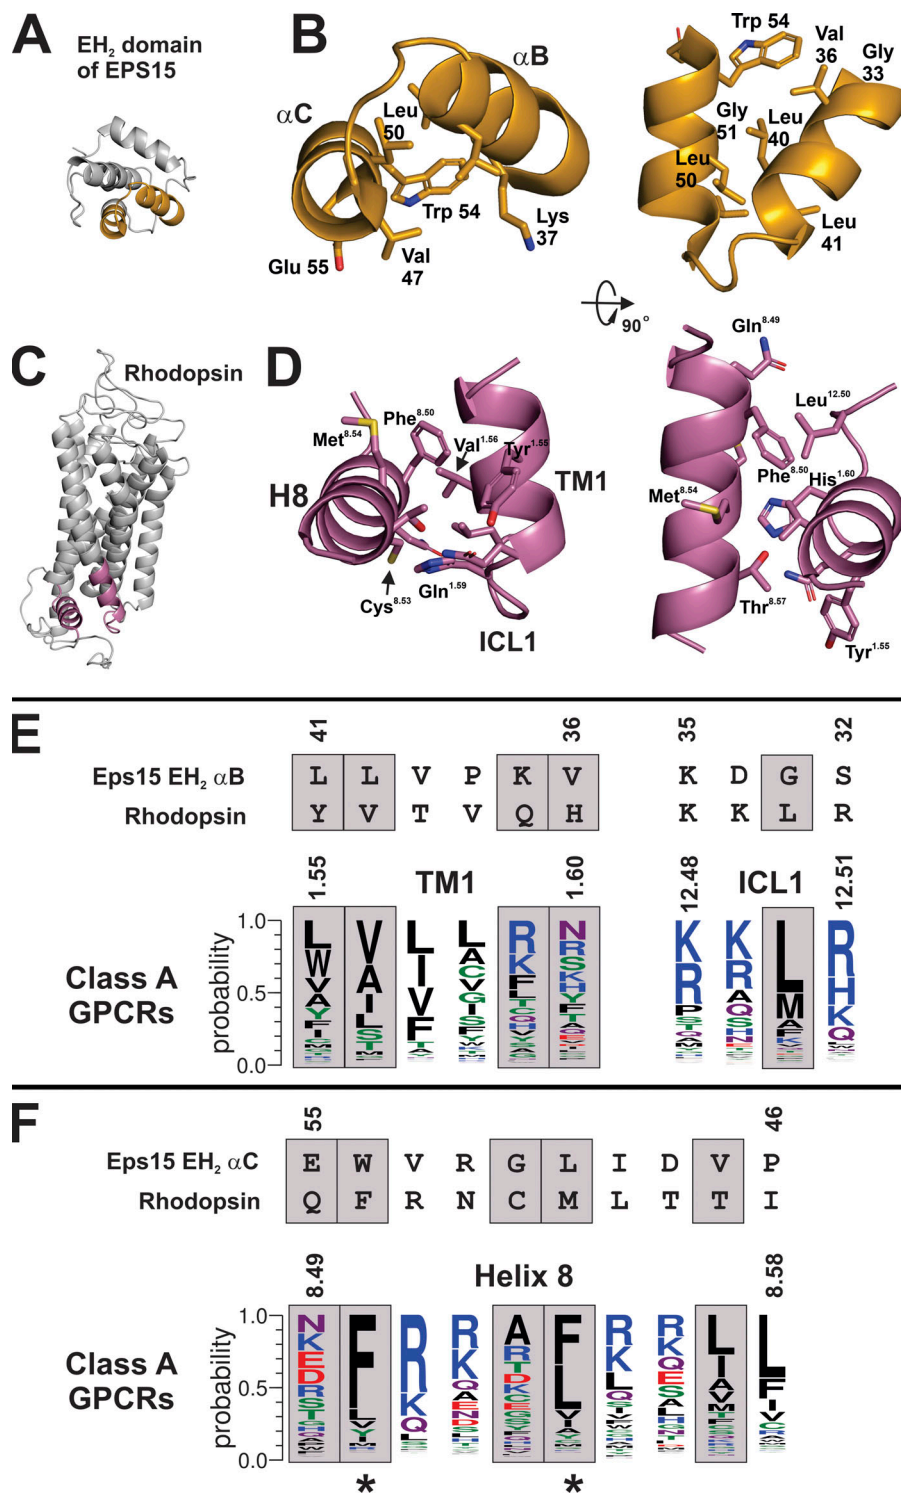 A
EH2 domain
of EPS15
B
αC
αB
Leu
50
Trp 54
Lys
37
Glu 55
Val
47
Trp 54
Val
36
Gly
33
Gly
51
Leu
40
Leu
50
Leu
41
90°
C
Rhodopsin
D
Met8.54
Phe8.50
Val1.56
Tyr1.55
H8
TM1
Cys8.53
Gln1.59
ICL1
Gln8.49
Leu12.50
Phe8.50
His1.60
Met8.54
Thr8.57
Tyr1.55
E
41 36 35 32
Eps15 EH2 αB L L V P K V K D G S
Rhodopsin Y V T V Q H K K L R
1.55 TM1 1.60 12.48 ICL1 12.51
Class A
GPCRs
probability
1.0
0.5
0.0
L V L L R N K K L R
W A I A K R R R M H
F
55 46
Eps15 EH2 αC E W V R G L I D V P
Rhodopsin Q F R N C M L T T I
8.49 Helix 8 8.58
Class A
GPCRs
probability
1.0
0.5
0.0
N F R R A F R R L L
* *